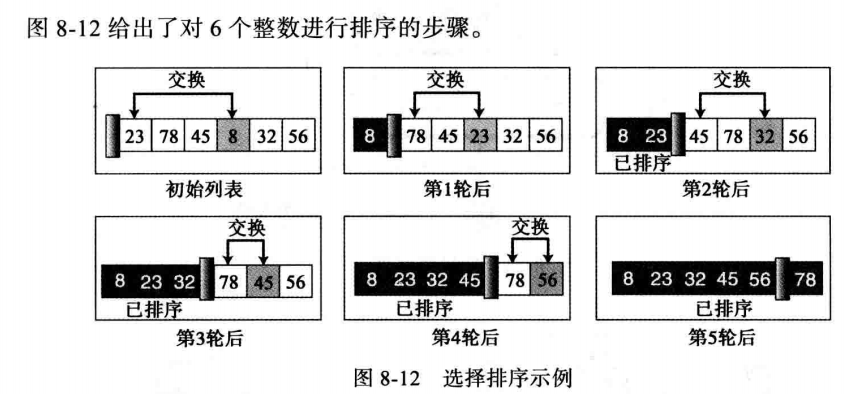 图 8-12 给出了对 6 个整数进行排序的步骤。
交换
23 78 45 8 32 56
初始列表
交换
8 78 45 23 32 56
第1轮后
交换
8 23 45 78 32 56
已排序
第2轮后
交换
8 23 32 78 45 56
已排序
第3轮后
交换
8 23 32 45 78 56
已排序
第4轮后
8 23 32 45 56 78
已排序
第5轮后
图 8-12 选择排序示例